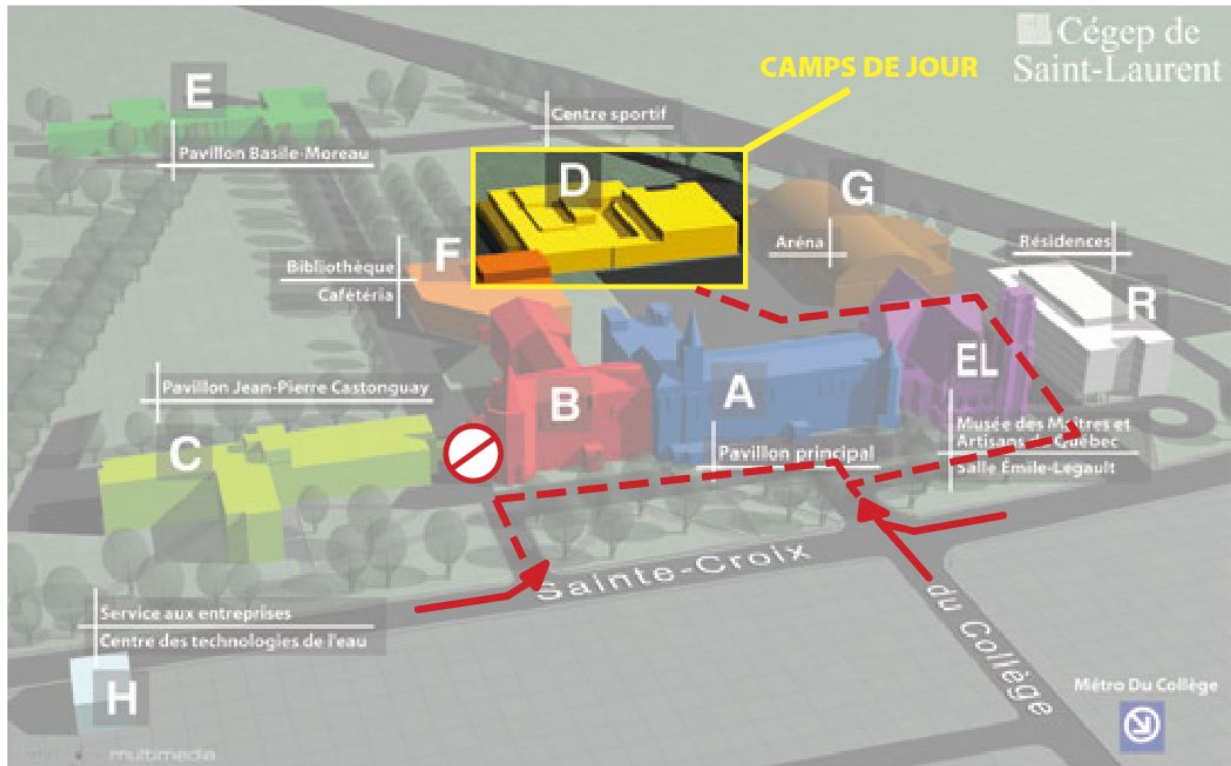 Cégep de
Saint-Laurent
CAMPS DE JOUR
E
Pavillon Basile-Moreau
Centre sportif
D
G
Aréna
Résidences
R
F
Bibliothèque
Cafétéria
Pavillon Jean-Pierre Castonguay
C
B
A
Pavillon principal
EL
Musée des Maîtres et
Artisans du Québec
Salle Émile-Legault
Sainte-Croix
du Collège
Service aux entreprises
Centre des technologies de l'eau
H
Métro Du Collège
multimedia